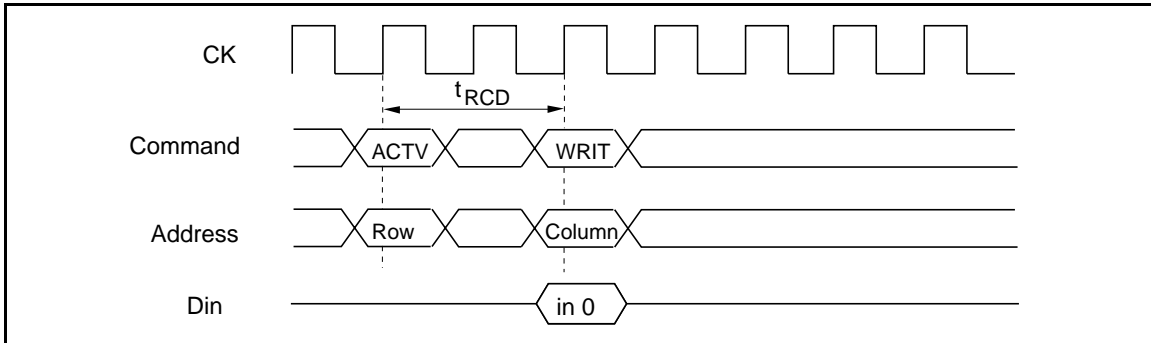 CK
tRCD
Command ACTV WRIT
Address Row Column
Din in 0